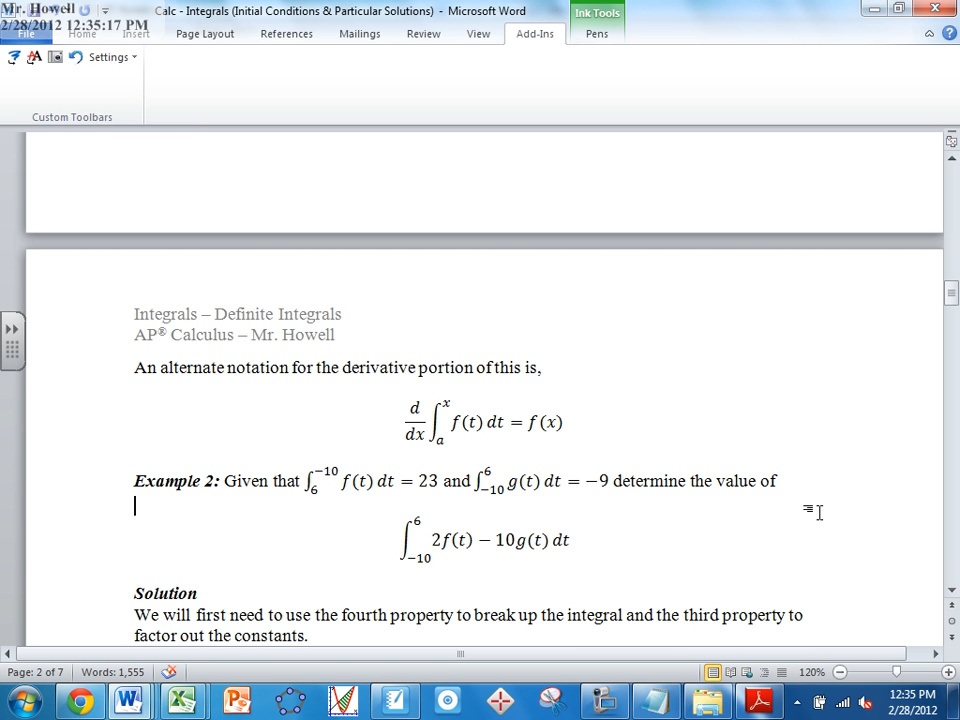 Mr. Howell
2/28/2012 12:35:17 PM
Calc - Integrals (Initial Conditions & Particular Solutions) - Microsoft Word
Ink Tools
File Home Insert Page Layout References Mailings Review View Add-Ins Pens
Settings
Custom Toolbars
Integrals – Definite Integrals
AP® Calculus – Mr. Howell
An alternate notation for the derivative portion of this is,
d/dx ∫_a^x f(t) dt = f(x)
Example 2: Given that ∫_6^−10 f(t) dt = 23 and ∫_−10^6 g(t) dt = −9 determine the value of
∫_−10^6 2f(t) − 10g(t) dt
Solution
We will first need to use the fourth property to break up the integral and the third property to
factor out the constants.
Page: 2 of 7 Words: 1,555 120%
12:35 PM
2/28/2012